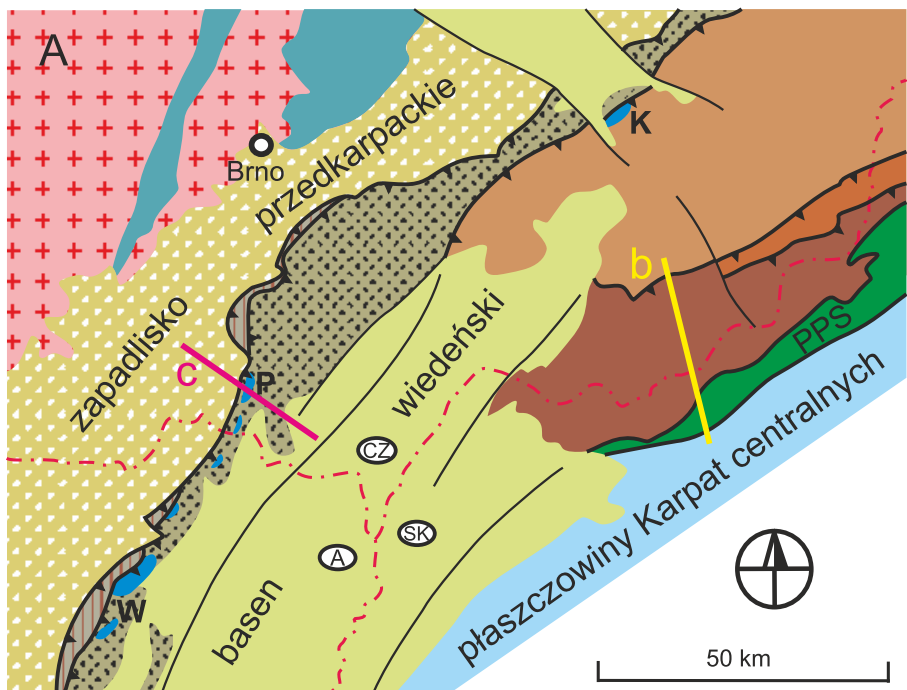 A
K
Brno
przedkarpackie
b
zapadlisko
wiedeński
PPS
c
P
CZ
płaszczowiny Karpat centralnych
SK
A
W
basen
50 km